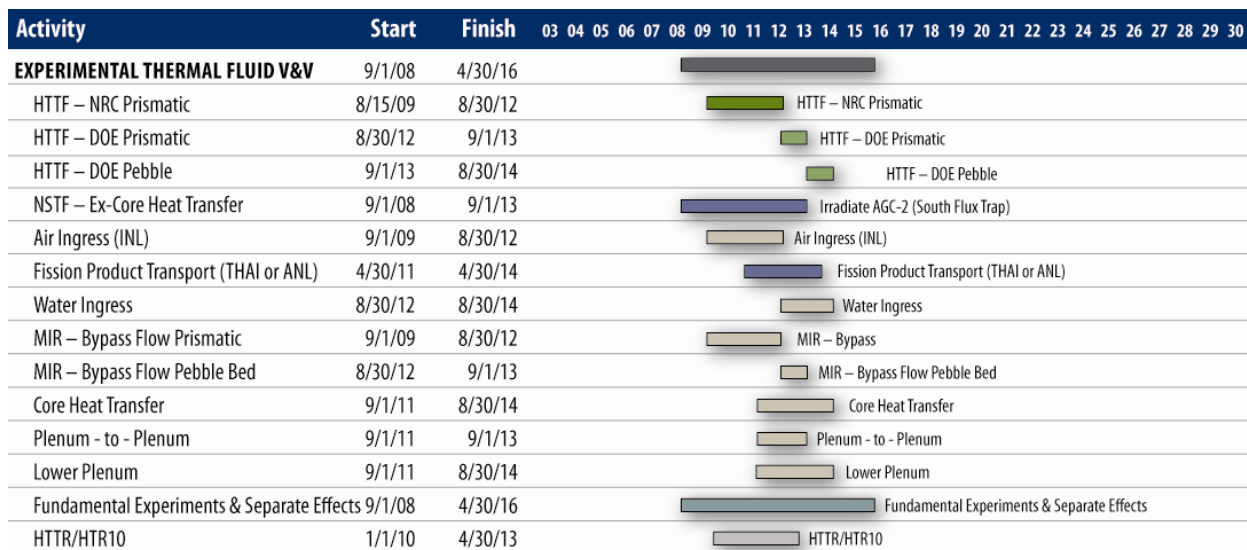 Activity Start Finish 03 04 05 06 07 08 09 10 11 12 13 14 15 16 17 18 19 20 21 22 23 24 25 26 27 28 29 30
EXPERIMENTAL THERMAL FLUID V&V 9/1/08 4/30/16
HTTF – NRC Prismatic 8/15/09 8/30/12 HTTF – NRC Prismatic
HTTF – DOE Prismatic 8/30/12 9/1/13 HTTF – DOE Prismatic
HTTF – DOE Pebble 9/1/13 8/30/14 HTTF – DOE Pebble
NSTF – Ex-Core Heat Transfer 9/1/08 9/1/13 Irradiate AGC-2 (South Flux Trap)
Air Ingress (INL) 9/1/09 8/30/12 Air Ingress (INL)
Fission Product Transport (THAI or ANL) 4/30/11 4/30/14 Fission Product Transport (THAI or ANL)
Water Ingress 8/30/12 8/30/14 Water Ingress
MIR – Bypass Flow Prismatic 9/1/09 8/30/12 MIR – Bypass
MIR – Bypass Flow Pebble Bed 8/30/12 9/1/13 MIR – Bypass Flow Pebble Bed
Core Heat Transfer 9/1/11 8/30/14 Core Heat Transfer
Plenum - to - Plenum 9/1/11 9/1/13 Plenum - to - Plenum
Lower Plenum 9/1/11 8/30/14 Lower Plenum
Fundamental Experiments & Separate Effects 9/1/08 4/30/16 Fundamental Experiments & Separate Effects
HTTR/HTR10 1/1/10 4/30/13 HTTR/HTR10